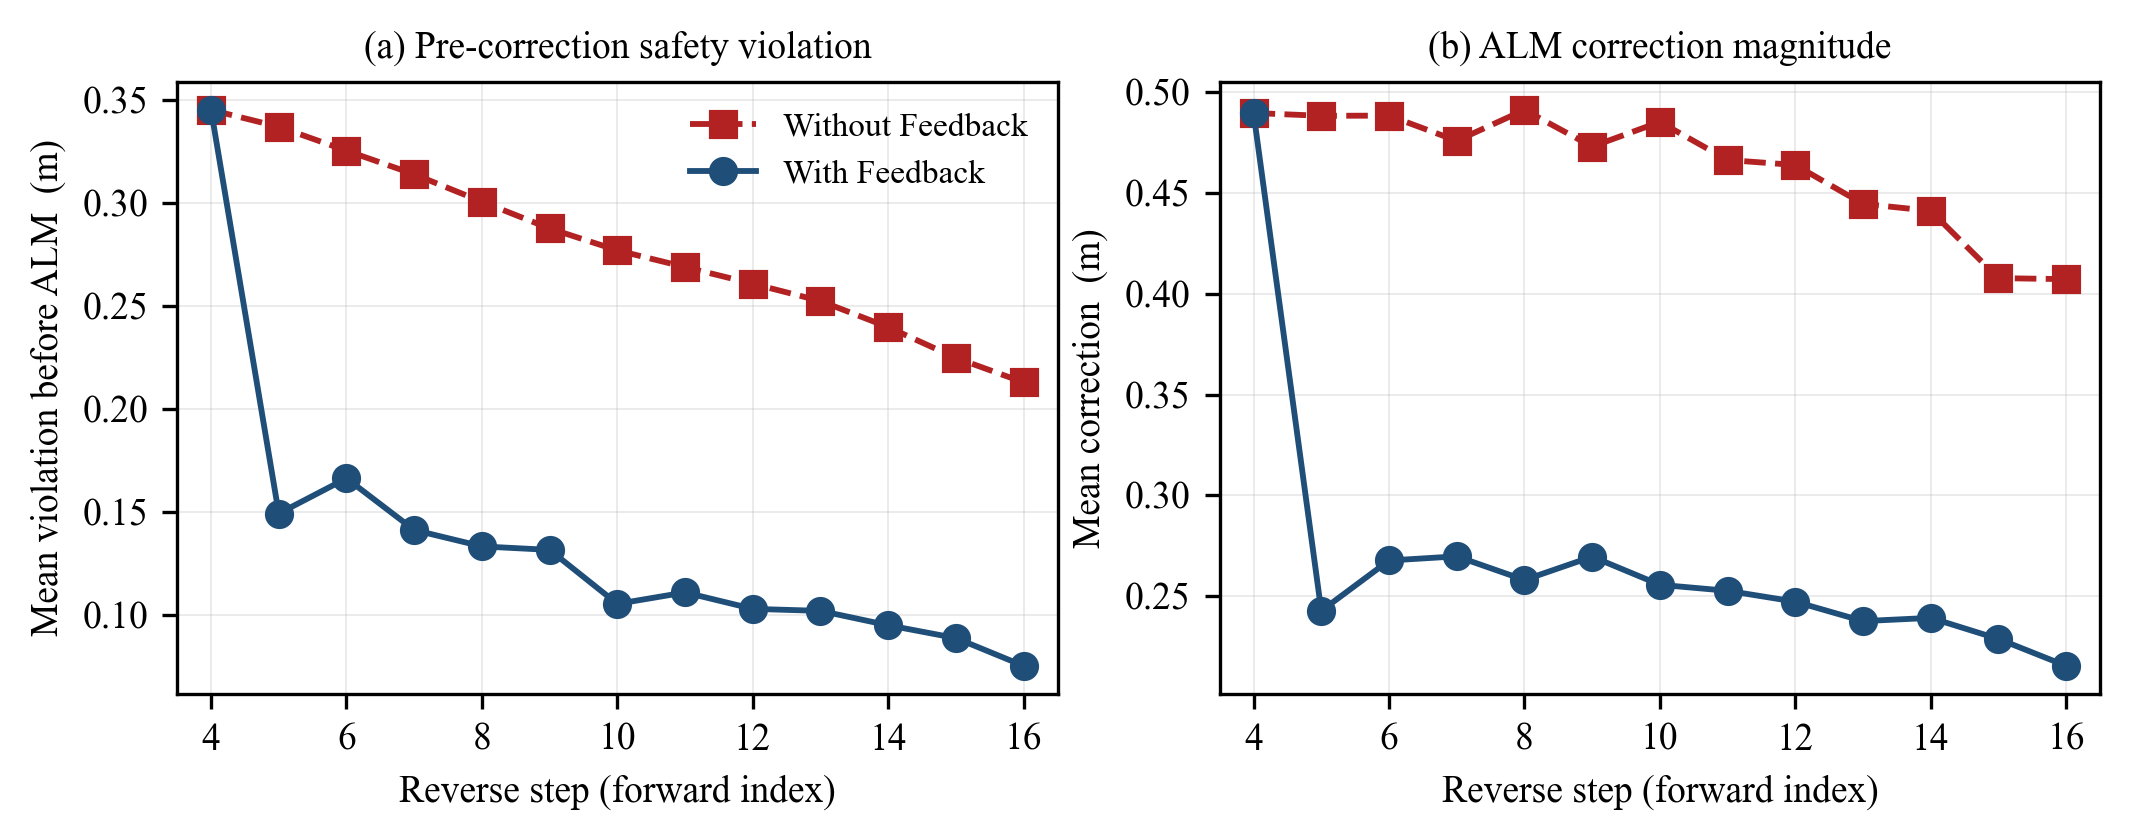 (a) Pre-correction safety violation
Mean violation before ALM (m)
0.35
0.30
0.25
0.20
0.15
0.10
Without Feedback
With Feedback
4 6 8 10 12 14 16
Reverse step (forward index)
(b) ALM correction magnitude
Mean correction (m)
0.50
0.45
0.40
0.35
0.30
0.25
4 6 8 10 12 14 16
Reverse step (forward index)